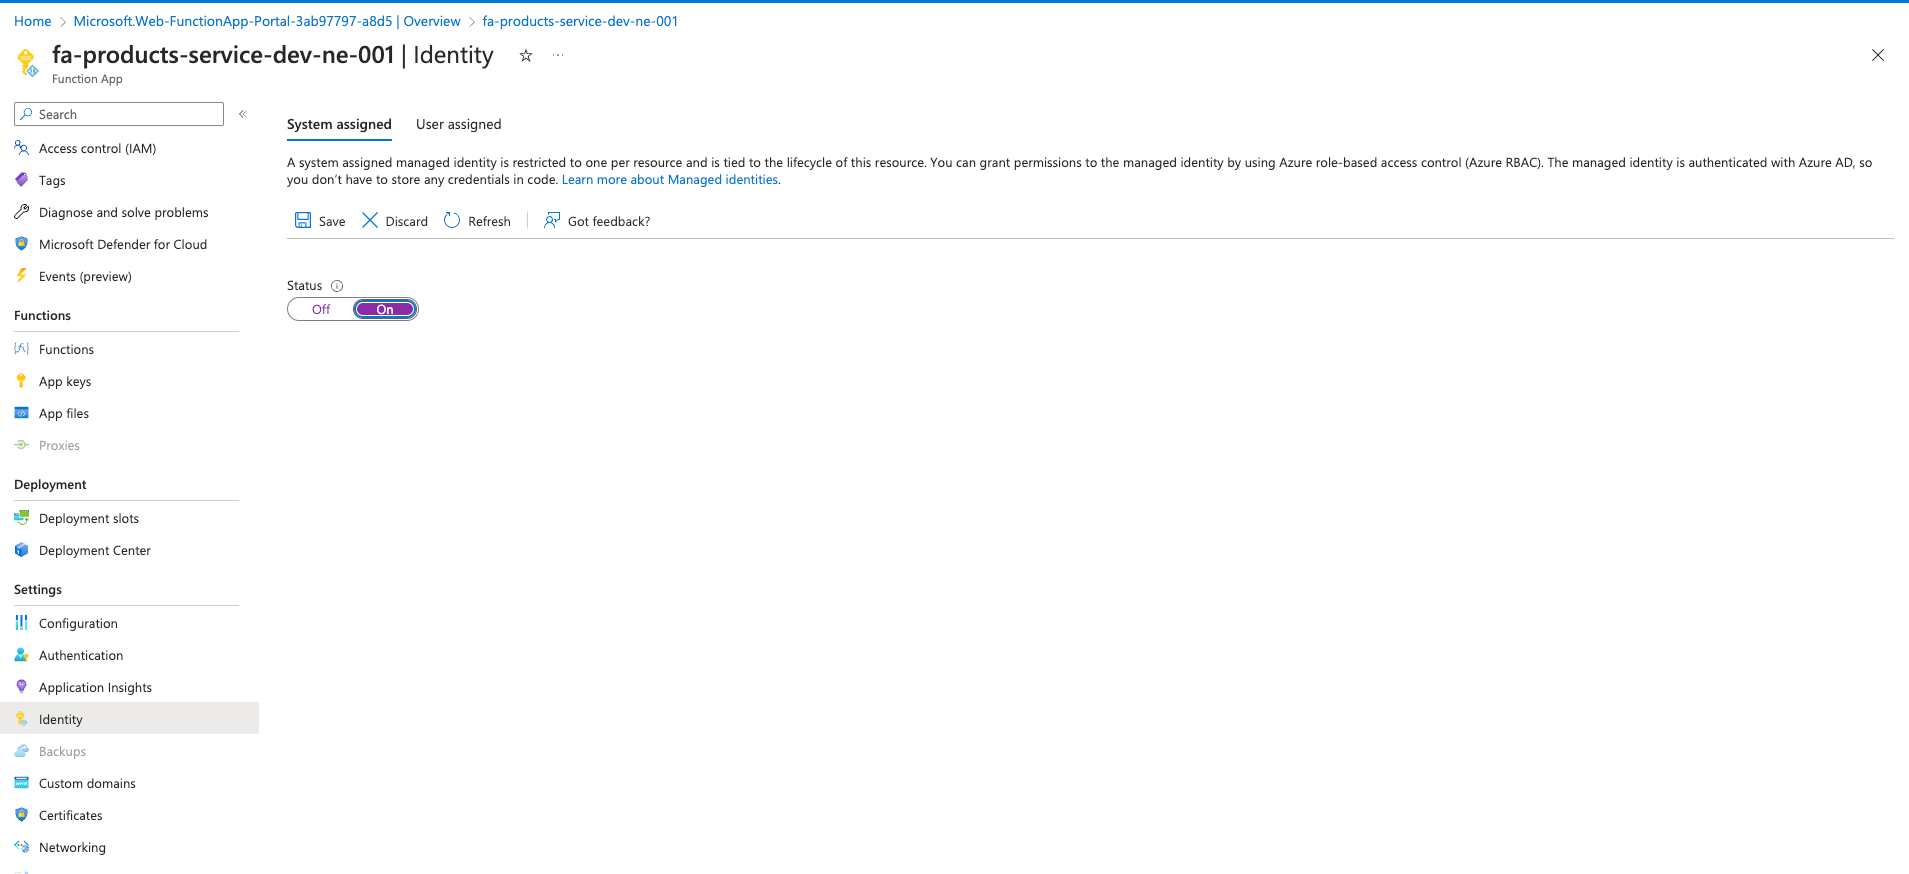 Home > Microsoft.Web-FunctionApp-Portal-3ab97797-a8d5 | Overview > fa-products-service-dev-ne-001
fa-products-service-dev-ne-001 | Identity
Function App
Search
Access control (IAM)
Tags
Diagnose and solve problems
Microsoft Defender for Cloud
Events (preview)
Functions
Functions
App keys
App files
Proxies
Deployment
Deployment slots
Deployment Center
Settings
Configuration
Authentication
Application Insights
Identity
Backups
Custom domains
Certificates
Networking
System assigned User assigned
A system assigned managed identity is restricted to one per resource and is tied to the lifecycle of this resource. You can grant permissions to the managed identity by using Azure role-based access control (Azure RBAC). The managed identity is authenticated with Azure AD, so
you don’t have to store any credentials in code. Learn more about Managed identities.
Save Discard Refresh Got feedback?
Status
Off On